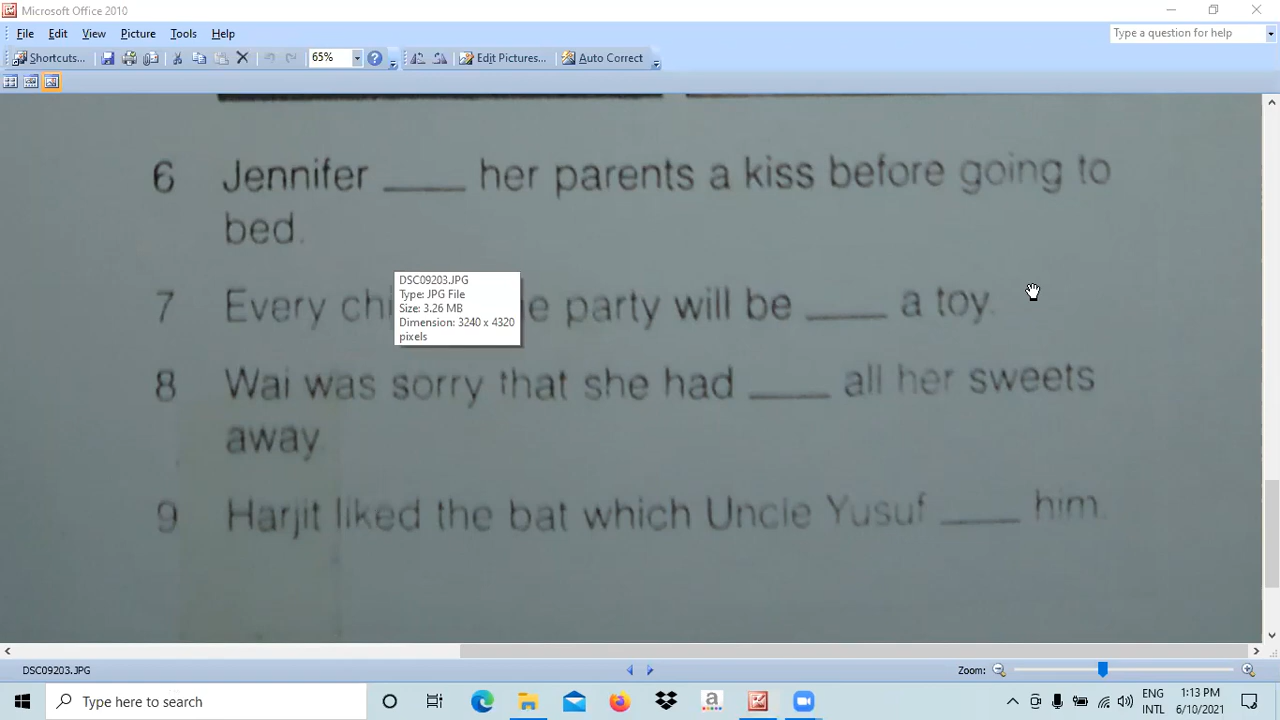 Microsoft Office 2010
File Edit View Picture Tools Help
Type a question for help
Shortcuts... 65% Edit Pictures... Auto Correct
6 Jennifer ____ her parents a kiss before going to
bed.
7 Every party will be ____ a toy.
DSC09203.JPG
Type: JPG File
Size: 3.26 MB
Dimension: 3240 x 4320
pixels
8 Wai was sorry that she had ____ all her sweets
away.
9 Harjit liked the bat which Uncle Yusuf ____ him.
DSC09203.JPG
Zoom:
Type here to search
ENG
INTL
1:13 PM
6/10/2021